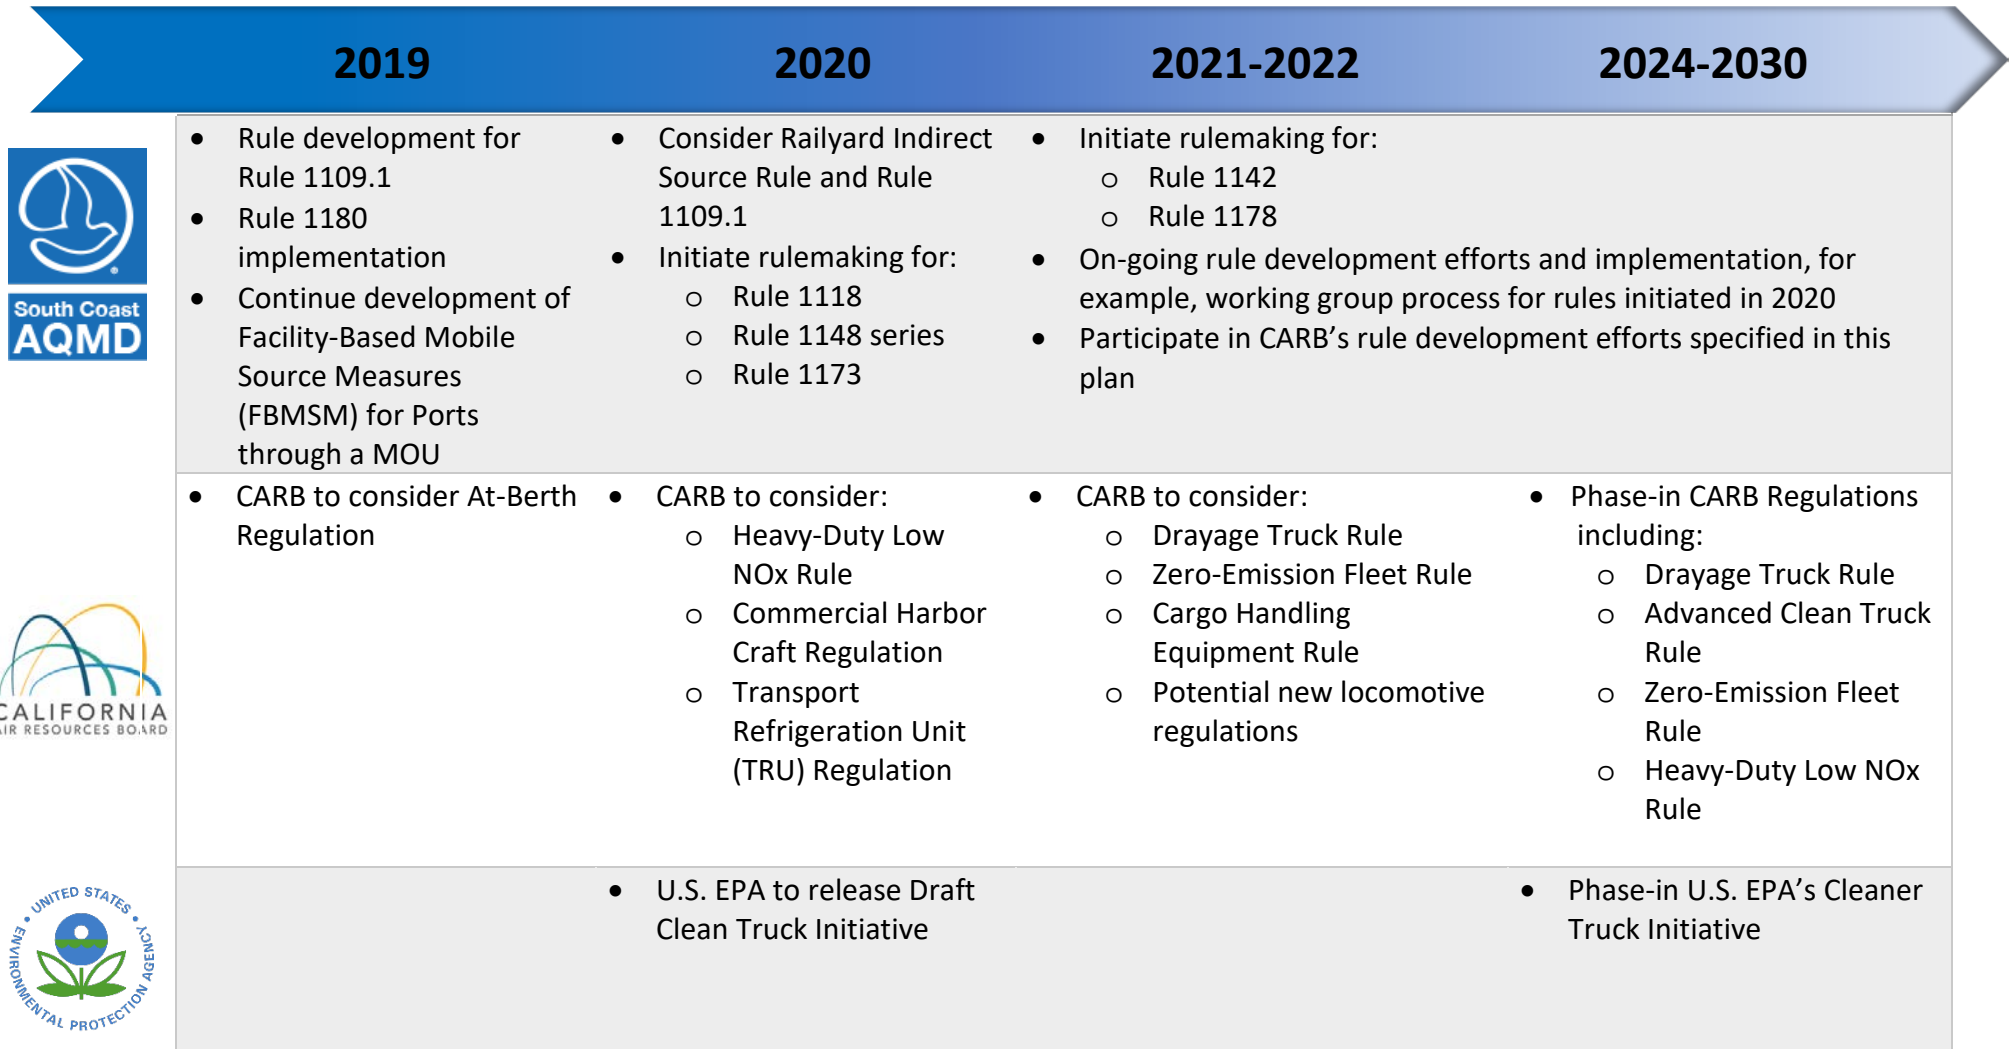 2019
2020
2021-2022
2024-2030
South Coast
AQMD
• Rule development for
Rule 1109.1
• Rule 1180
implementation
• Continue development of
Facility-Based Mobile
Source Measures
(FBMSM) for Ports
through a MOU
• Consider Railyard Indirect
Source Rule and Rule
1109.1
• Initiate rulemaking for:
o Rule 1118
o Rule 1148 series
o Rule 1173
• Initiate rulemaking for:
o Rule 1142
o Rule 1178
• On-going rule development efforts and implementation, for
example, working group process for rules initiated in 2020
• Participate in CARB's rule development efforts specified in this
plan
CALIFORNIA
AIR RESOURCES BOARD
• CARB to consider At-Berth
Regulation
• CARB to consider:
o Heavy-Duty Low
NOx Rule
o Commercial Harbor
Craft Regulation
o Transport
Refrigeration Unit
(TRU) Regulation
• CARB to consider:
o Drayage Truck Rule
o Zero-Emission Fleet Rule
o Cargo Handling
Equipment Rule
o Potential new locomotive
regulations
• Phase-in CARB Regulations
including:
o Drayage Truck Rule
o Advanced Clean Truck
Rule
o Zero-Emission Fleet
Rule
o Heavy-Duty Low NOx
Rule
UNITED STATES
ENVIRONMENTAL PROTECTION AGENCY
• U.S. EPA to release Draft
Clean Truck Initiative
• Phase-in U.S. EPA's Cleaner
Truck Initiative